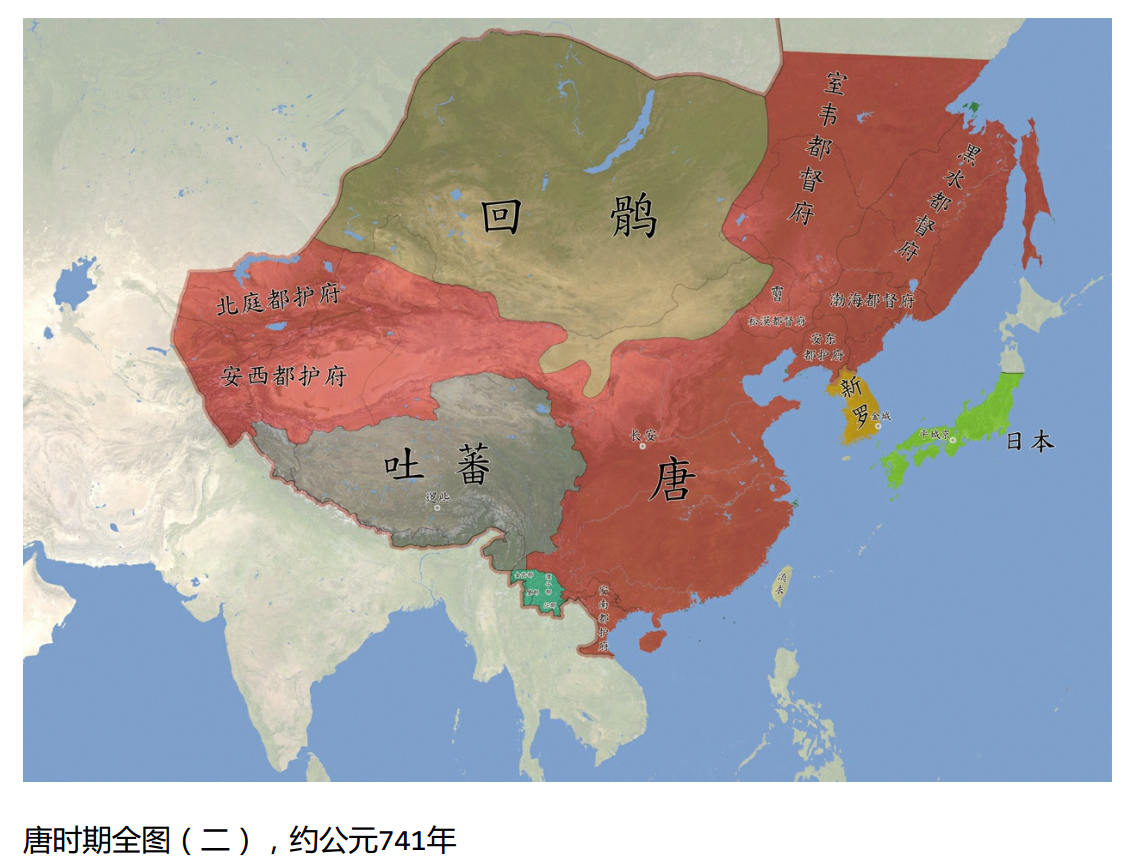 室韦都督府
黑水都督府
回鹘
北庭都护府
渤海都督府
松漠都督府
安东
都护府
安西都护府
新罗
金城
长安
平城京
日本
吐蕃
逻些
唐
流求
安南都护府
唐时期全图（二），约公元741年